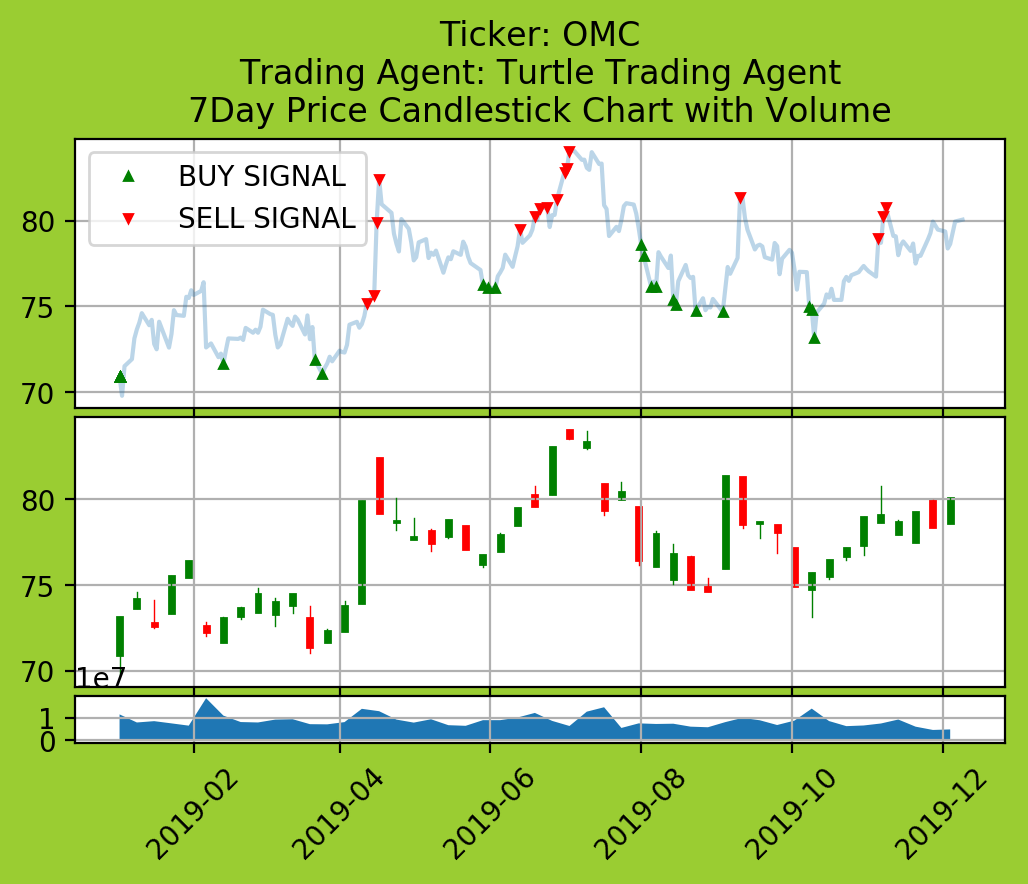 Ticker: OMC
Trading Agent: Turtle Trading Agent
7Day Price Candlestick Chart with Volume
BUY SIGNAL
SELL SIGNAL
80
75
70
80
75
70
1e7
1
0
2019-02
2019-04
2019-06
2019-08
2019-10
2019-12